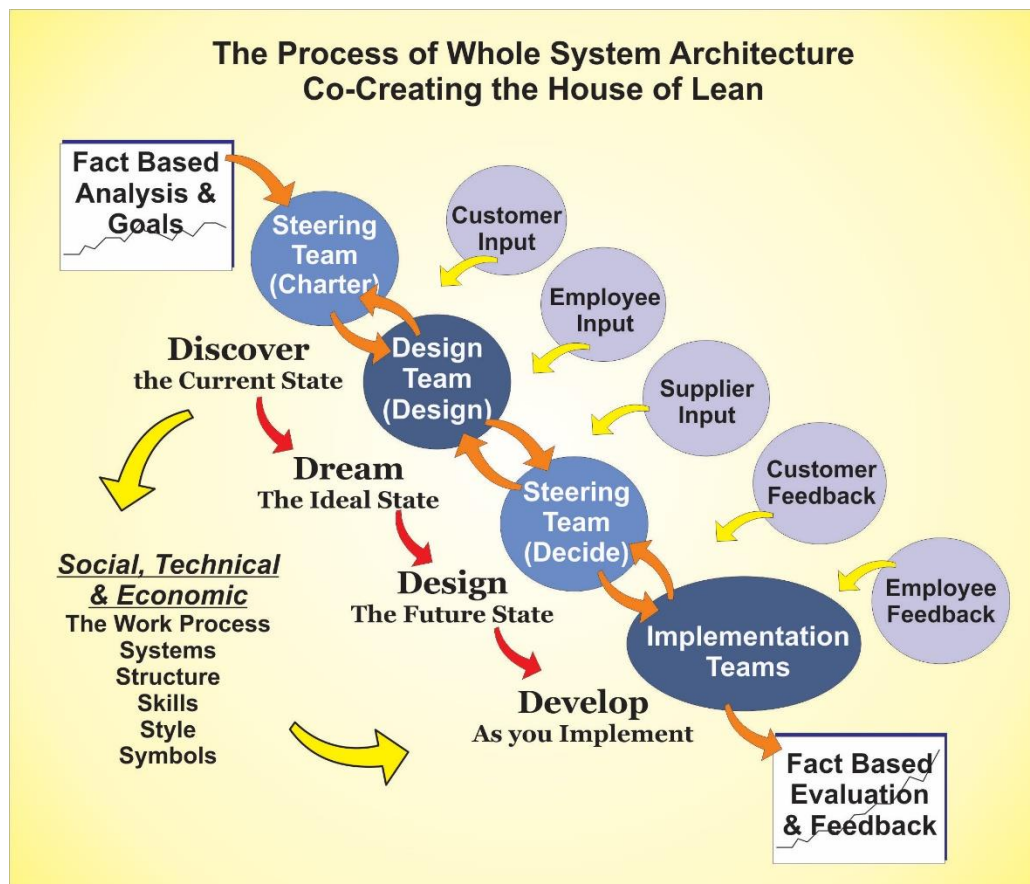 The Process of Whole System Architecture
Co-Creating the House of Lean
Fact Based
Analysis &
Goals
Steering
Team
(Charter)
Customer
Input
Employee
Input
Design
Team
(Design)
Discover
the Current State
Supplier
Input
Dream
The Ideal State
Steering
Team
(Decide)
Customer
Feedback
Social, Technical
& Economic
The Work Process
Systems
Structure
Skills
Style
Symbols
Design
The Future State
Employee
Feedback
Implementation
Teams
Develop
As you Implement
Fact Based
Evaluation
& Feedback